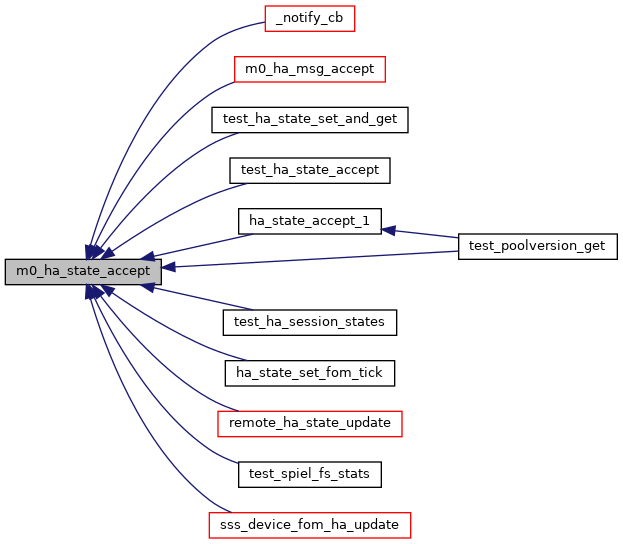 _notify_cb
m0_ha_msg_accept
test_ha_state_set_and_get
test_ha_state_accept
ha_state_accept_1
test_poolversion_get
m0_ha_state_accept
test_ha_session_states
ha_state_set_fom_tick
remote_ha_state_update
test_spiel_fs_stats
sss_device_fom_ha_update